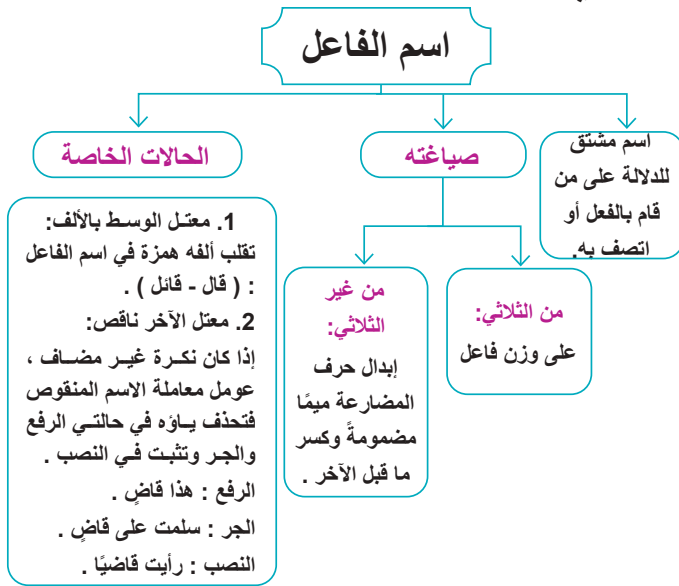 اسم الفاعل
اسم مشتق
للدلالة على من
قام بالفعل أو
اتصف به.
صياغته
من الثلاثي:
على وزن فاعل
من غير
الثلاثي:
إبدال حرف
المضارعة ميمًا
مضمومةً وكسر
ما قبل الآخر .
الحالات الخاصة
1. معتل الوسط بالألف:
تقلب ألفه همزة في اسم الفاعل
: ( قال - قائل ) .
2. معتل الآخر ناقص:
إذا كان نكرة غير مضاف ،
عومل معاملة الاسم المنقوص
فتحذف ياؤه في حالتي الرفع
والجر وتثبت في النصب .
الرفع : هذا قاضٍ .
الجر : سلمت على قاضٍ .
النصب : رأيت قاضيًا .